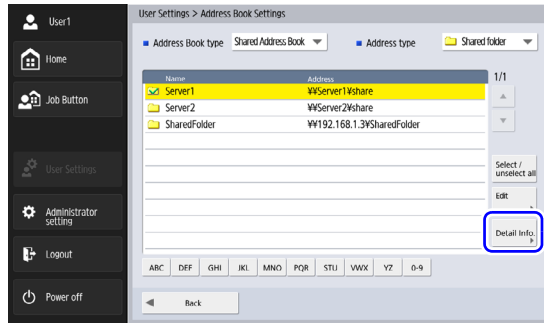 User1
Home
Job Button
User Settings
Administrator
setting
Logout
Power off
User Settings > Address Book Settings
Address Book type
Shared Address Book
Address type
Shared folder
Name
Address
1/1
Server1
¥¥Server1¥share
Server2
¥¥Server2¥share
SharedFolder
¥¥192.168.1.3¥SharedFolder
Select /
unselect all
Edit
Detail Info.
ABC
DEF
GHI
JKL
MNO
PQR
STU
VWX
YZ
0-9
Back